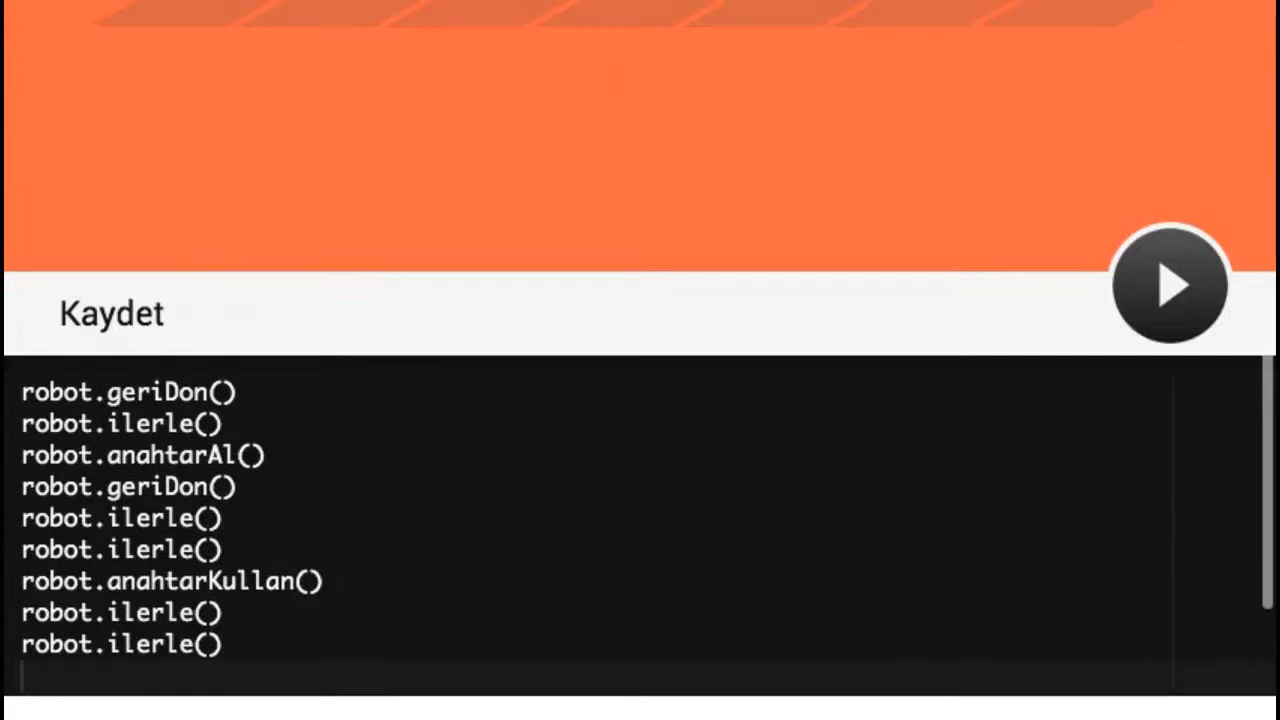 Kaydet
robot.geriDon()
robot.ilerle()
robot.anahtarAl()
robot.geriDon()
robot.ilerle()
robot.ilerle()
robot.anahtarKullan()
robot.ilerle()
robot.ilerle()